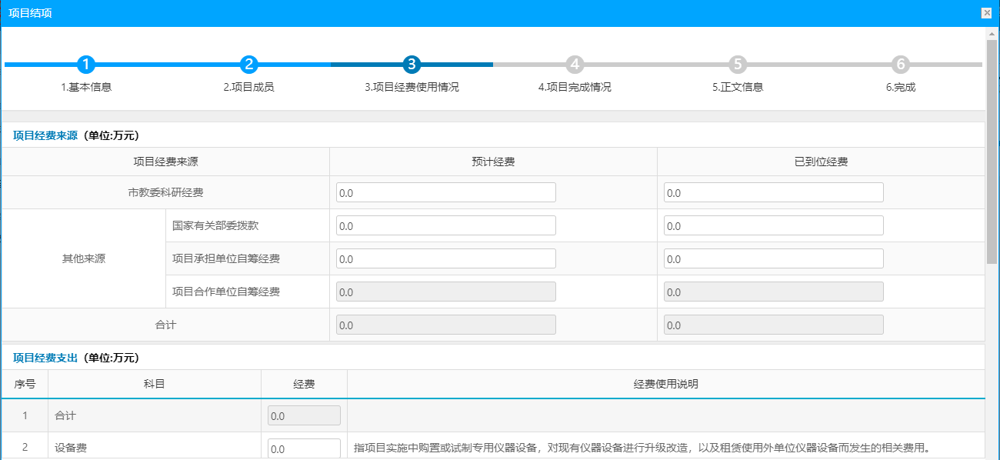 项目结项
1 2 3 4 5 6
1.基本信息 2.项目成员 3.项目经费使用情况 4.项目完成情况 5.正文信息 6.完成
项目经费来源 (单位:万元)
项目经费来源 预计经费 已到位经费
市教委科研经费 0.0 0.0
国家有关部委拨款 0.0 0.0
其他来源 项目承担单位自筹经费 0.0 0.0
项目合作单位自筹经费 0.0 0.0
合计 0.0 0.0
项目经费支出 (单位:万元)
序号 科目 经费 经费使用说明
1 合计 0.0
2 设备费 0.0 指项目实施中购置或试制专用仪器设备，对现有仪器设备进行升级改造，以及租赁使用外单位仪器设备而发生的相关费用。